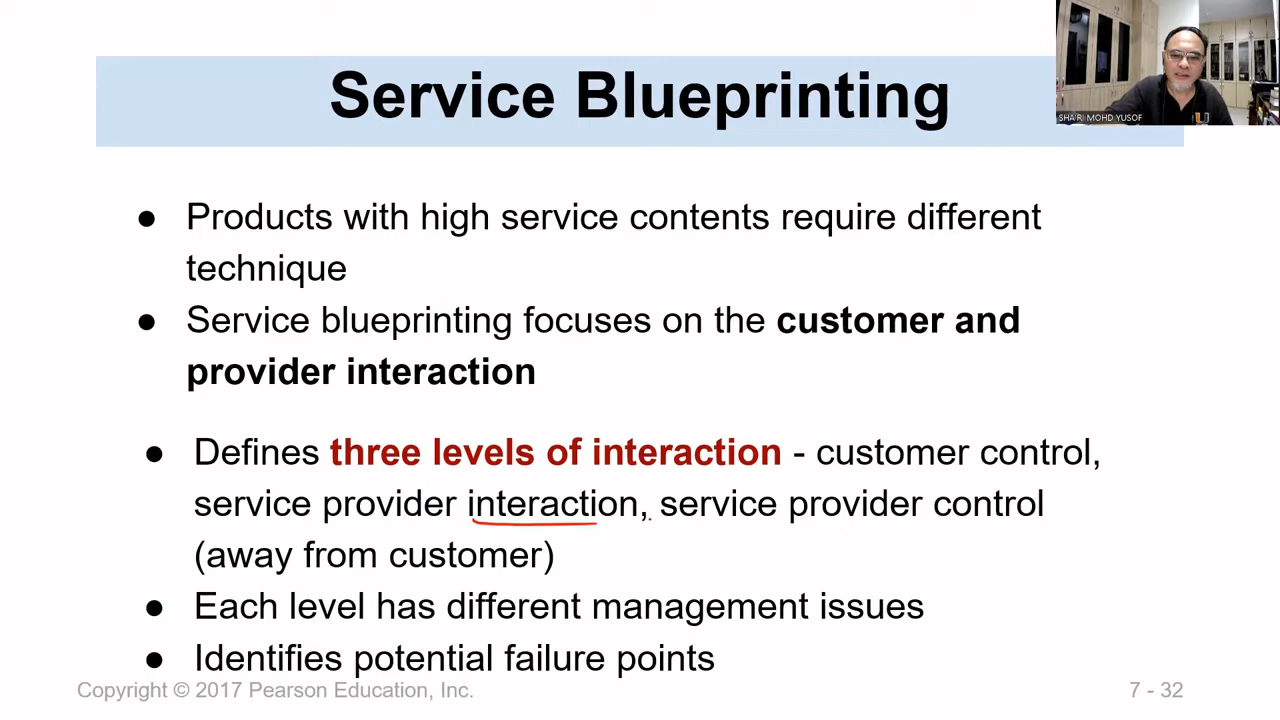 Service Blueprinting
SHA'RI MOHD YUSOF
● Products with high service contents require different
technique
● Service blueprinting focuses on the customer and
provider interaction
● Defines three levels of interaction - customer control,
service provider interaction, service provider control
(away from customer)
● Each level has different management issues
● Identifies potential failure points
Copyright © 2017 Pearson Education, Inc.
7 - 32